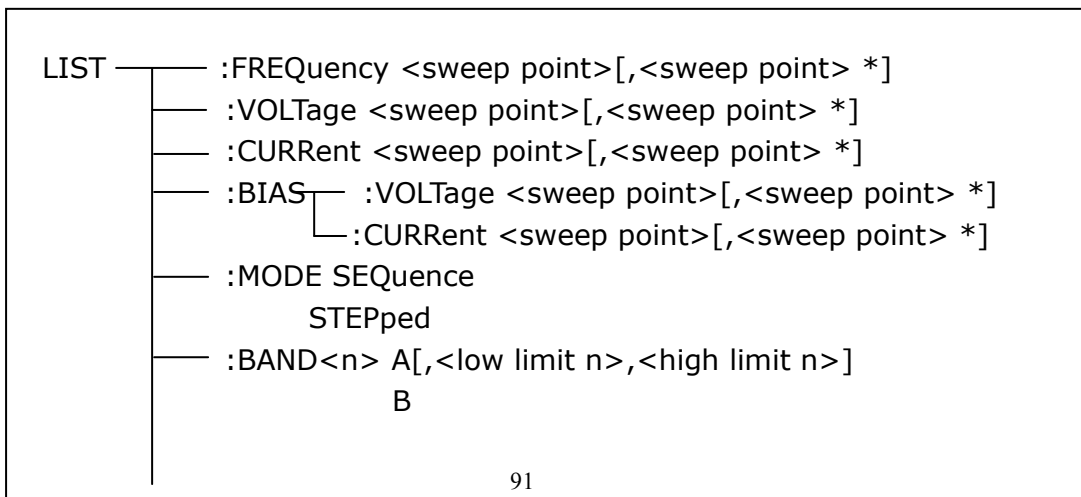 LIST :FREQuency <sweep point>[,<sweep point> *]
:VOLTage <sweep point>[,<sweep point> *]
:CURRent <sweep point>[,<sweep point> *]
:BIAS :VOLTage <sweep point>[,<sweep point> *]
:CURRent <sweep point>[,<sweep point> *]
:MODE SEQuence
STEPped
:BAND<n> A[,<low limit n>,<high limit n>]
B
91